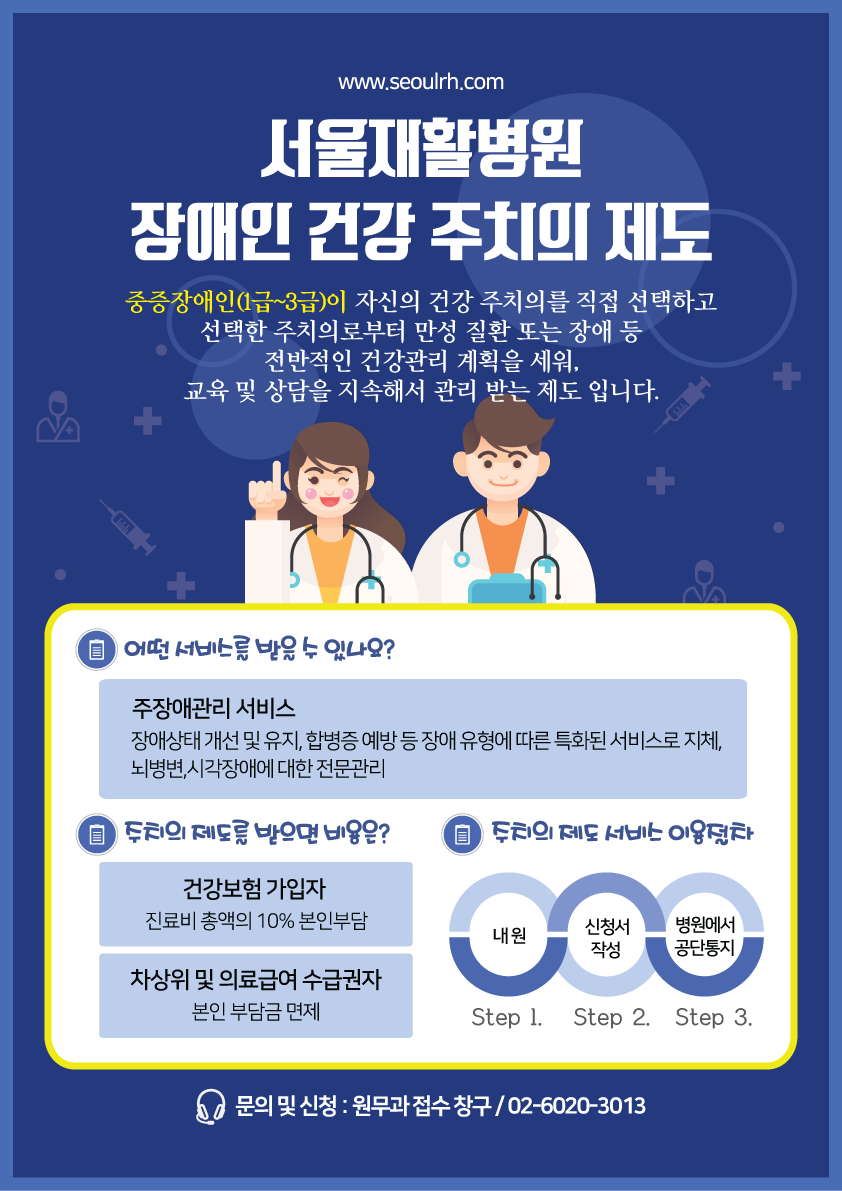 www.seoulrh.com
서울재활병원
장애인 건강 주치의 제도
중증장애인(1급~3급)이 자신의 건강 주치의를 직접 선택하고
선택한 주치의로부터 만성 질환 또는 장애 등
전반적인 건강관리 계획을 세워,
교육 및 상담을 지속해서 관리 받는 제도 입니다.
어떤 서비스를 받을 수 있나요?
주장애관리 서비스
장애상태 개선 및 유지, 합병증 예방 등 장애 유형에 따른 특화된 서비스로 지체,
뇌병변,시각장애에 대한 전문관리
주치의 제도를 받으면 비용은?
건강보험 가입자
진료비 총액의 10% 본인부담
차상위 및 의료급여 수급권자
본인 부담금 면제
주치의 제도 서비스 이용절차
내원
신청서
작성
병원에서
공단통지
Step 1. Step 2. Step 3.
문의 및 신청 : 원무과 접수 창구 / 02-6020-3013